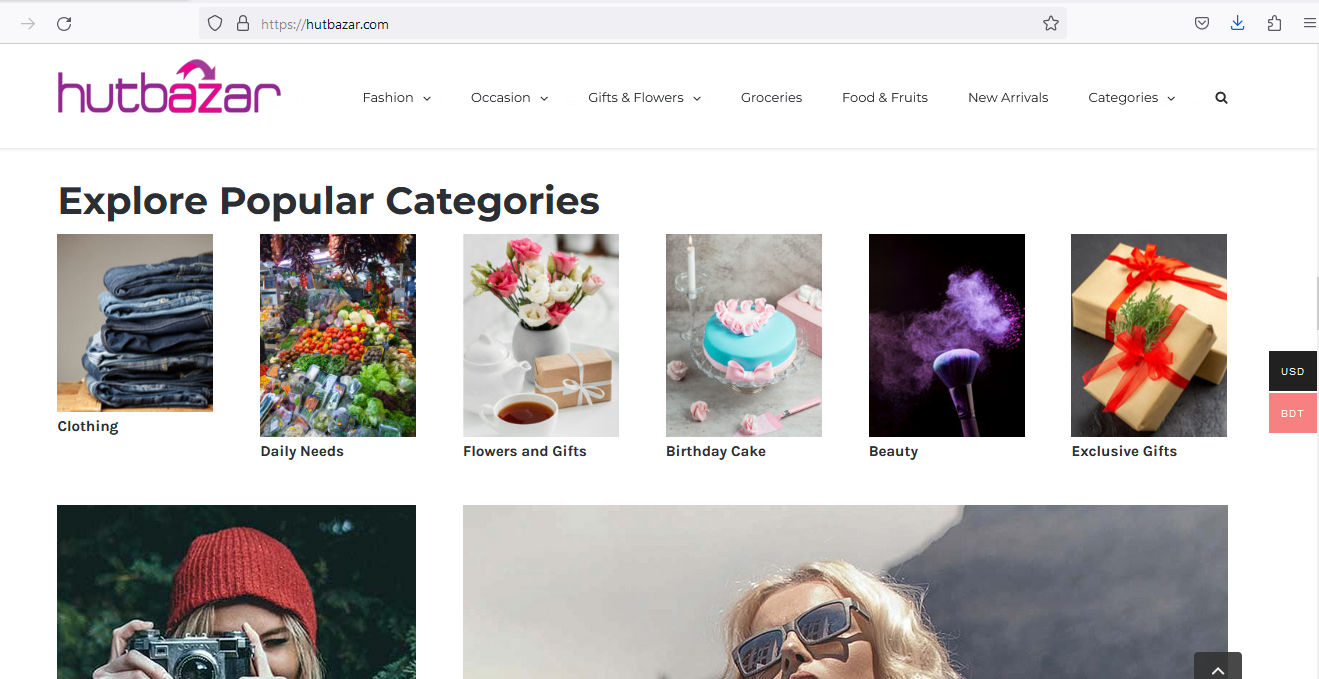 https://hutbazar.com
hutbazar
Fashion
Occasion
Gifts & Flowers
Groceries
Food & Fruits
New Arrivals
Categories
Explore Popular Categories
Clothing
Daily Needs
Flowers and Gifts
Birthday Cake
Beauty
Exclusive Gifts
USD
BDT